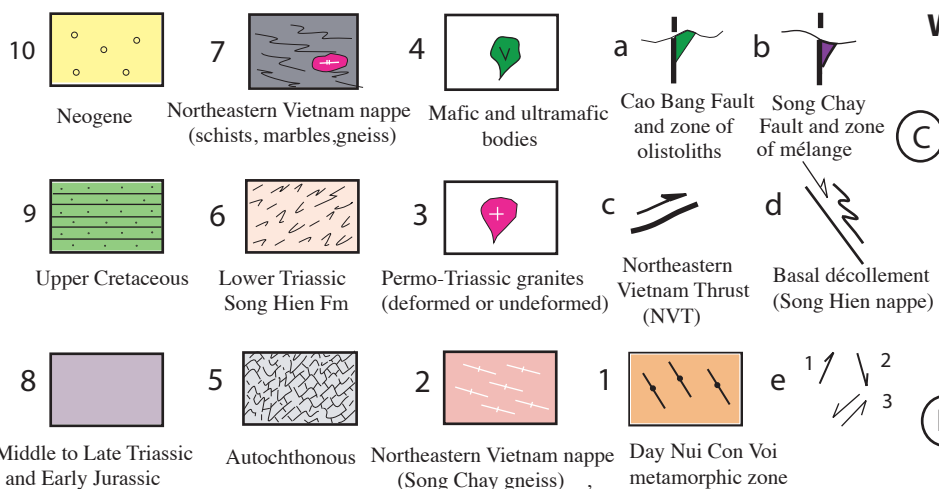 10
Neogene
7
Northeastern Vietnam nappe
(schists, marbles,gneiss)
4
Mafic and ultramafic
bodies
a
Cao Bang Fault
and zone of
olistoliths
b
Song Chay
Fault and zone
of mélange
C
9
Upper Cretaceous
6
Lower Triassic
Song Hien Fm
3
Permo-Triassic granites
(deformed or undeformed)
c
Northeastern
Vietnam Thrust
(NVT)
d
Basal décollement
(Song Hien nappe)
8
Middle to Late Triassic
and Early Jurassic
5
Autochthonous
2
Northeastern Vietnam nappe
(Song Chay gneiss) ,
1
Day Nui Con Voi
metamorphic zone
e
1
2
3